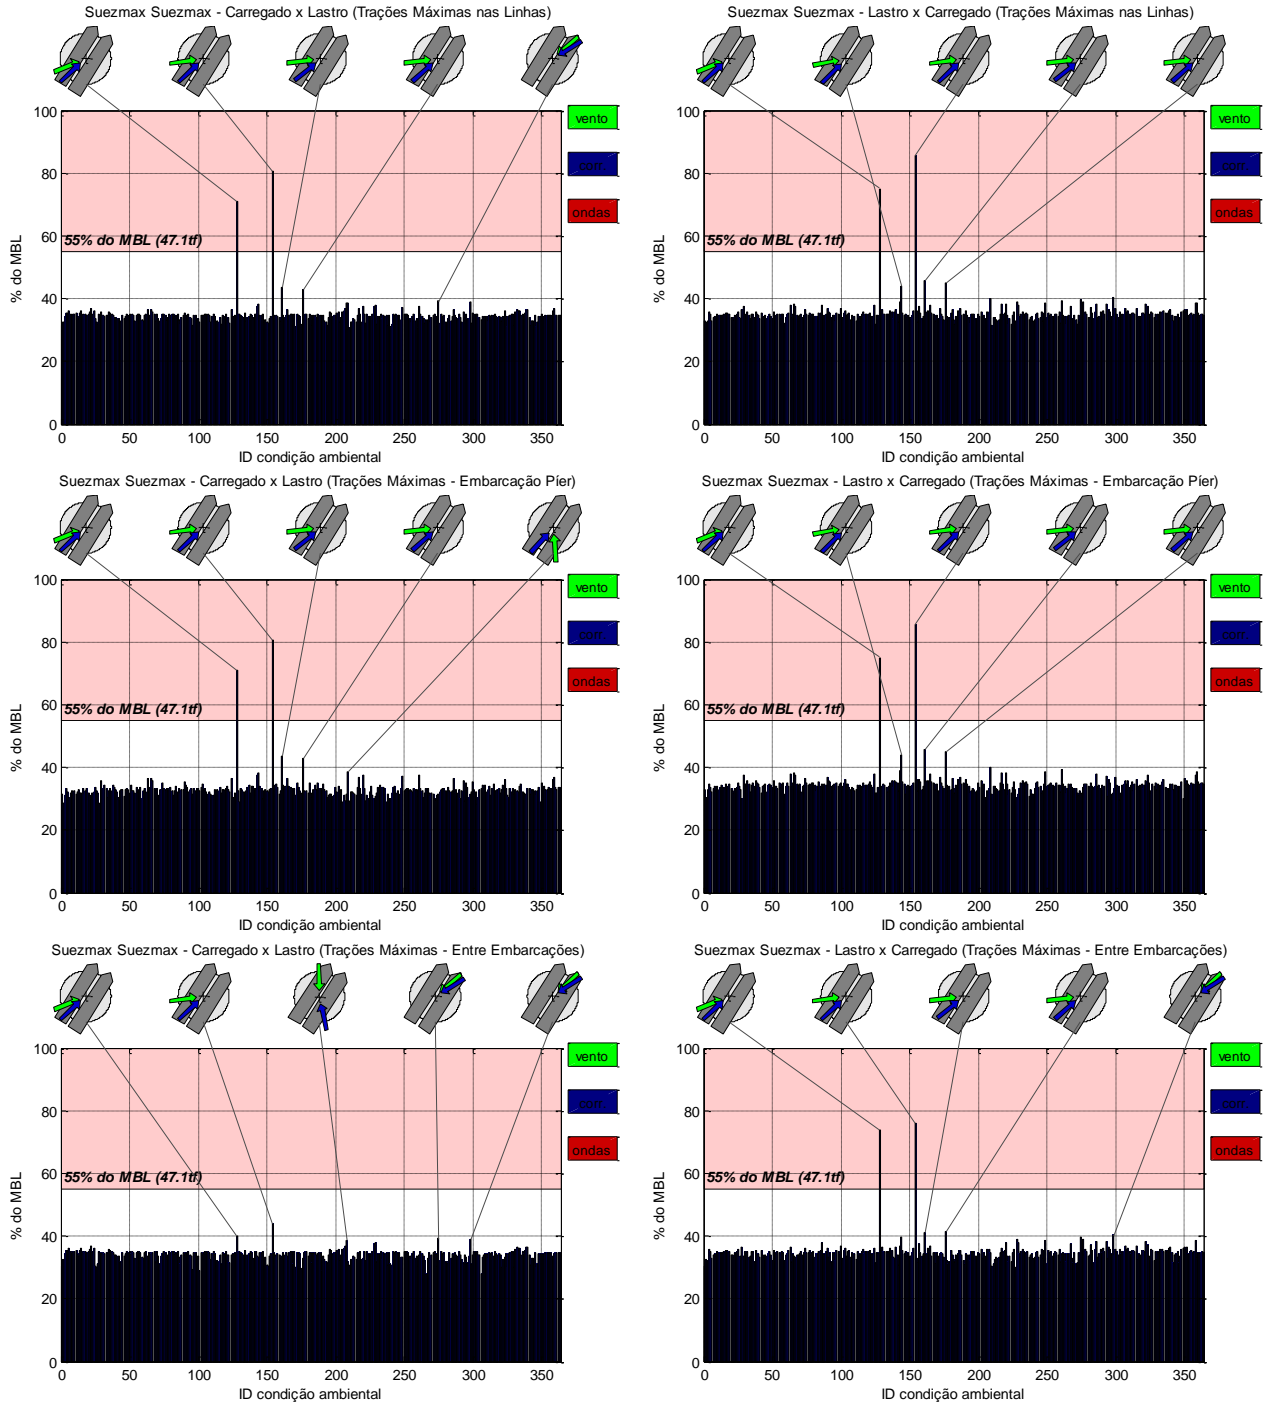 Suezmax Suezmax - Carregado x Lastro (Trações Máximas nas Linhas)
100
80
60
40
20
0
% do MBL
55% do MBL (47.1tf)
0 50 100 150 200 250 300 350
ID condição ambiental
vento
corr.
ondas
Suezmax Suezmax - Lastro x Carregado (Trações Máximas nas Linhas)
100
80
60
40
20
0
% do MBL
55% do MBL (47.1tf)
0 50 100 150 200 250 300 350
ID condição ambiental
vento
corr.
ondas
Suezmax Suezmax - Carregado x Lastro (Trações Máximas - Embarcação Píer)
100
80
60
40
20
0
% do MBL
55% do MBL (47.1tf)
0 50 100 150 200 250 300 350
ID condição ambiental
vento
corr.
ondas
Suezmax Suezmax - Lastro x Carregado (Trações Máximas - Embarcação Píer)
100
80
60
40
20
0
% do MBL
55% do MBL (47.1tf)
0 50 100 150 200 250 300 350
ID condição ambiental
vento
corr.
ondas
Suezmax Suezmax - Carregado x Lastro (Trações Máximas - Entre Embarcações)
100
80
60
40
20
0
% do MBL
55% do MBL (47.1tf)
0 50 100 150 200 250 300 350
ID condição ambiental
vento
corr.
ondas
Suezmax Suezmax - Lastro x Carregado (Trações Máximas - Entre Embarcações)
100
80
60
40
20
0
% do MBL
55% do MBL (47.1tf)
0 50 100 150 200 250 300 350
ID condição ambiental
vento
corr.
ondas